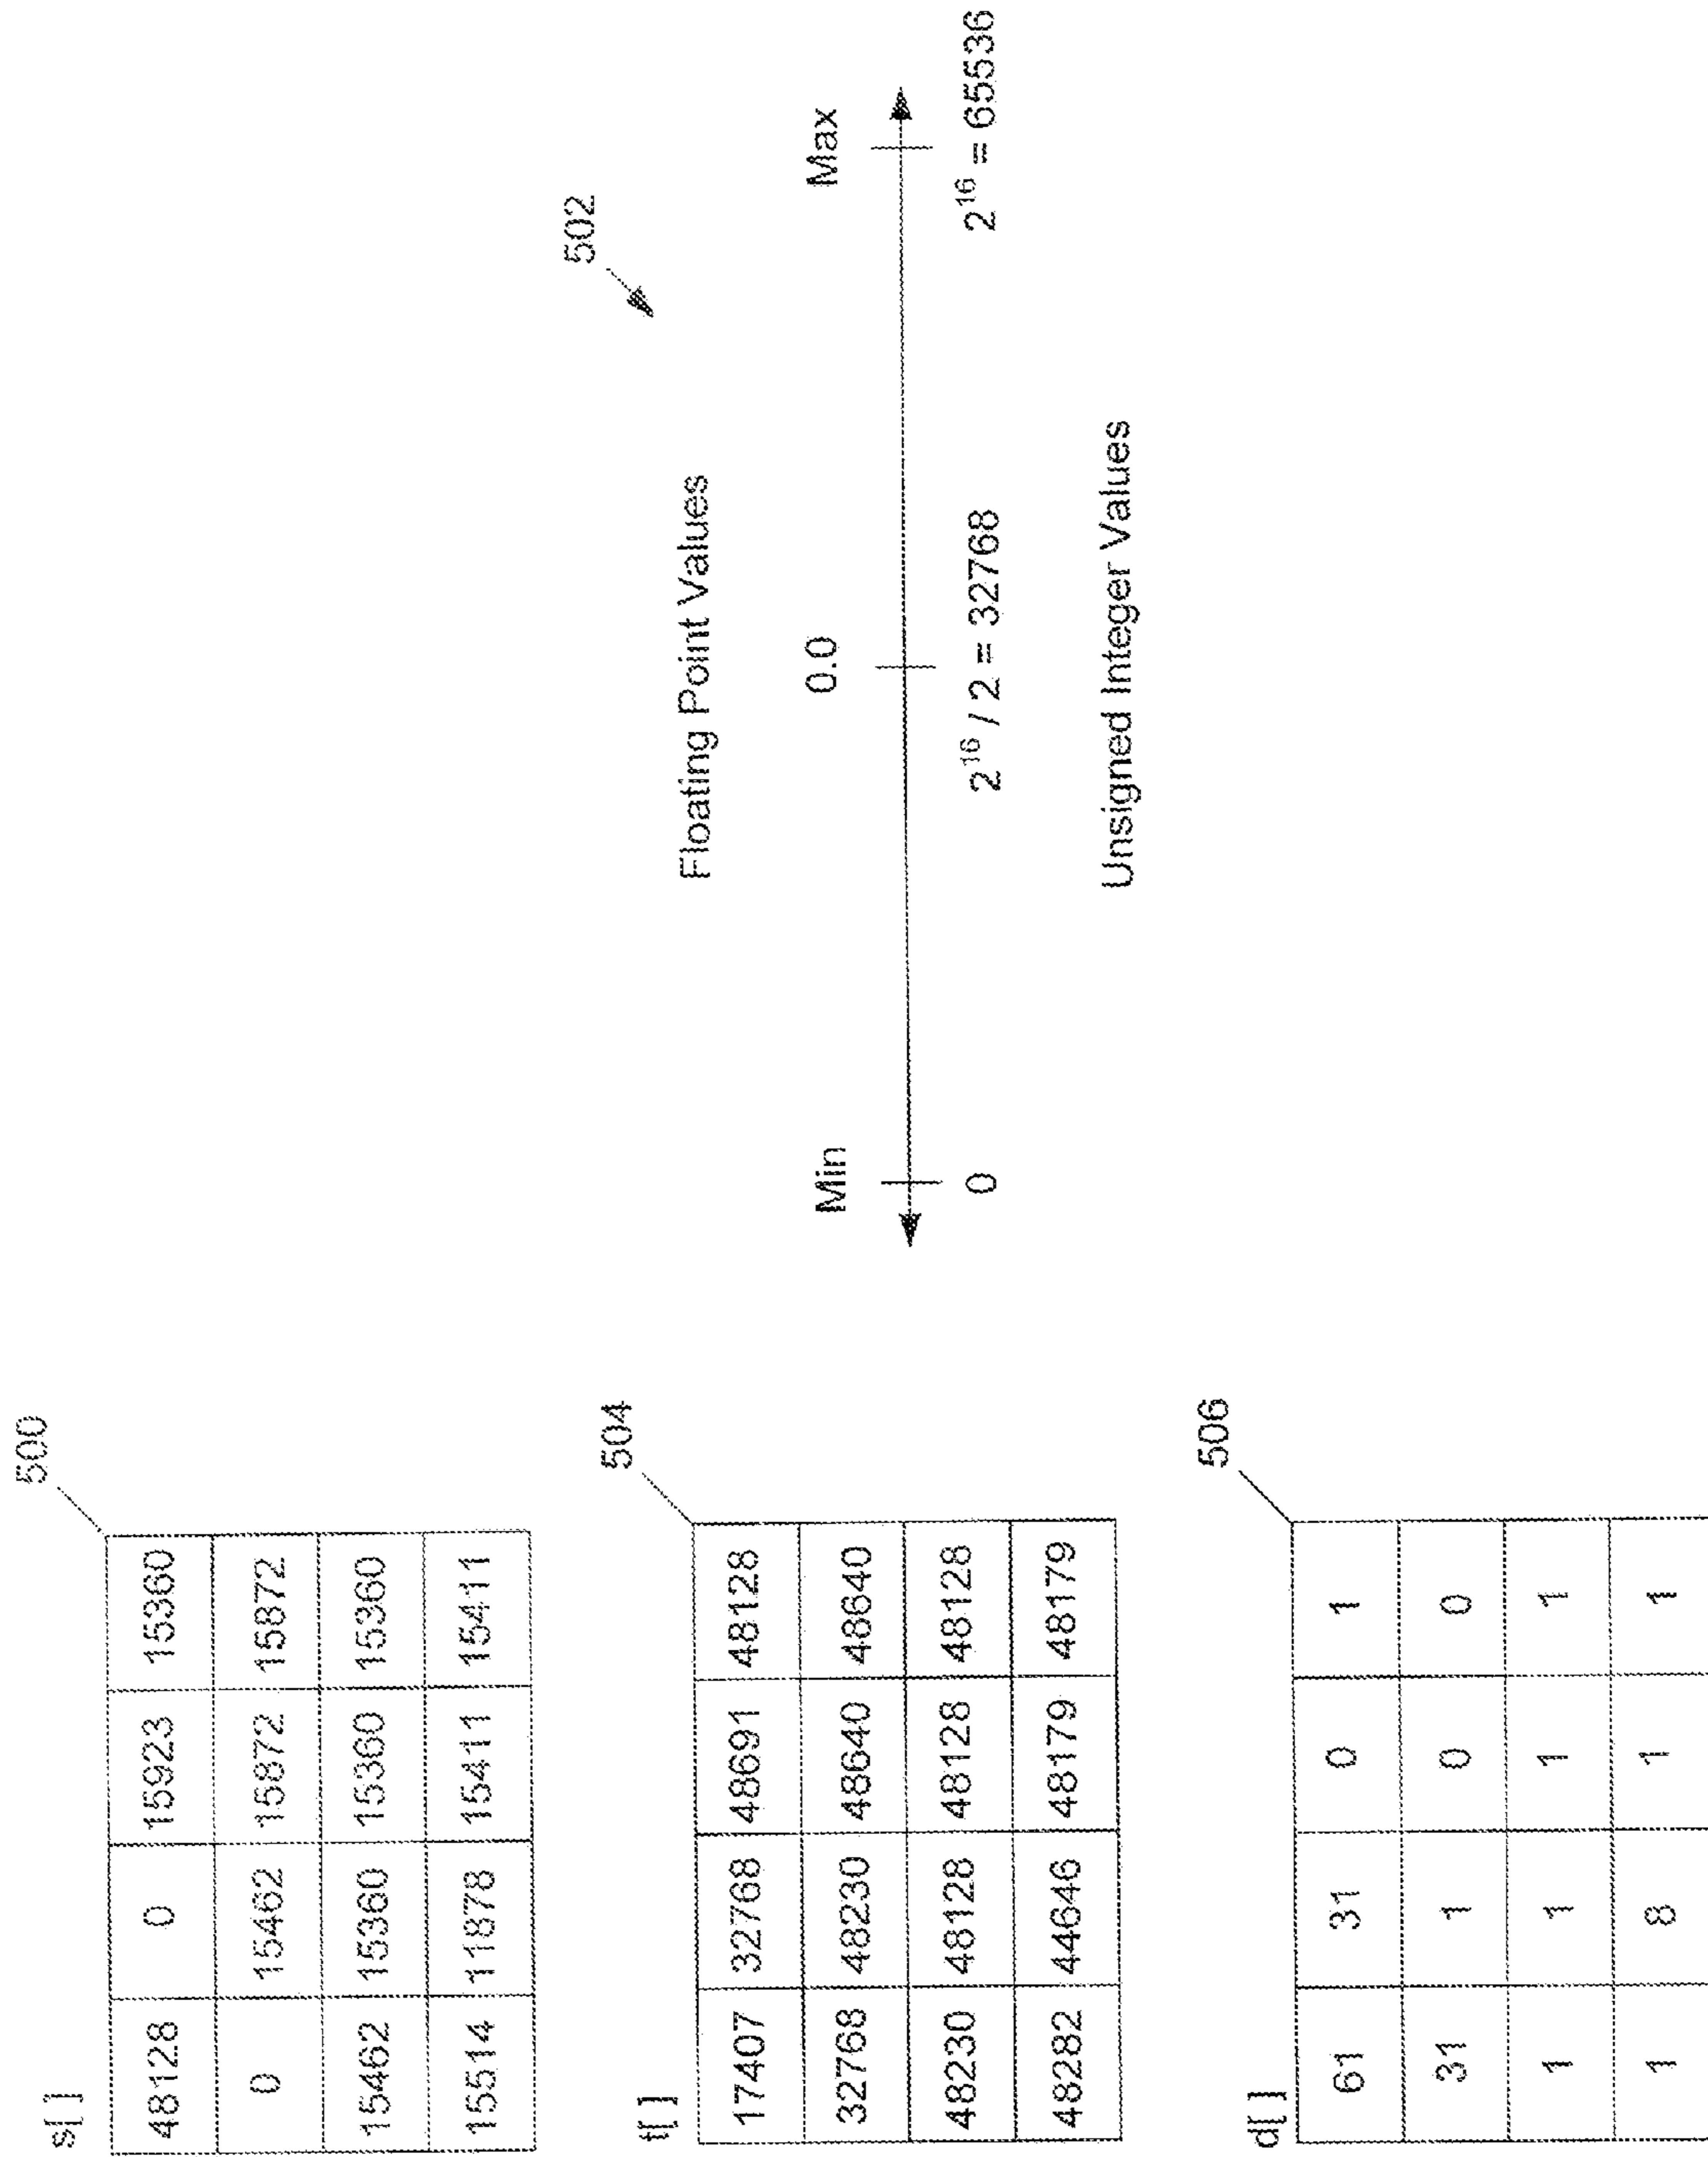 s[ ]
500
48128 0 15923 15360
0 15462 15872 15872
15462 15360 15360 15360
15514 11878 15411 15411
502
Floating Point Values
Min 0.0 Max
0 2¹⁶ / 2 = 32768 2¹⁶ = 65536
Unsigned Integer Values
t[ ]
504
17407 32768 48691 48128
32768 48230 48640 48640
48230 48128 48128 48128
48282 44646 48179 48179
d[ ]
506
61 31 0 1
31 1 0 0
1 1 1 1
1 8 1 1